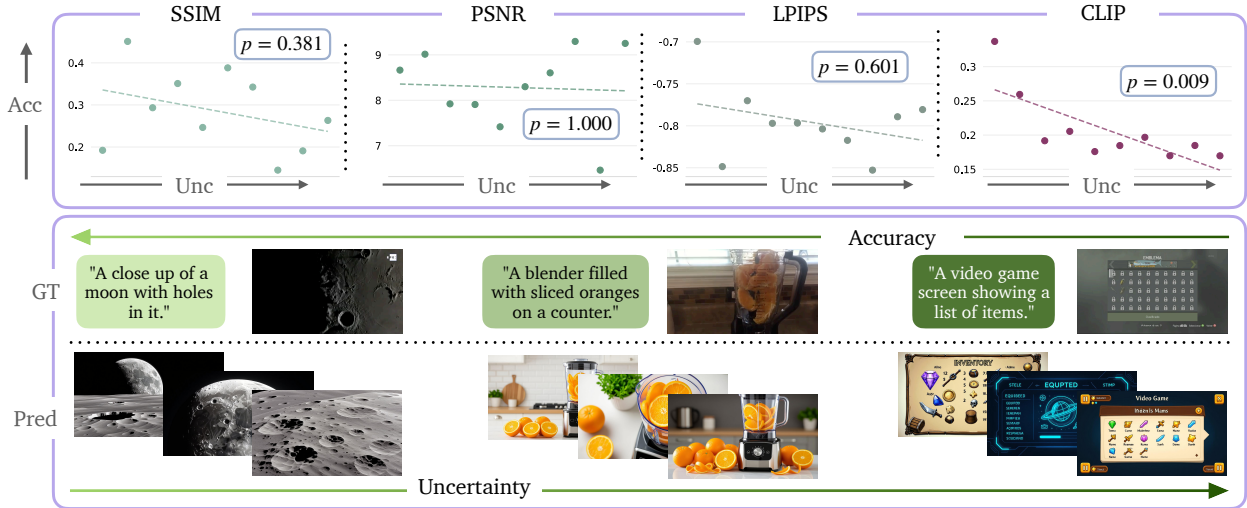 SSIM
PSNR
LPIPS
CLIP
Acc
0.4
0.3
0.2
p = 0.381
Unc
9
8
7
p = 1.000
Unc
-0.7
-0.75
-0.8
-0.85
p = 0.601
Unc
0.3
0.25
0.2
0.15
p = 0.009
Unc
Accuracy
GT
"A close up of a
moon with holes
in it."
"A blender filled
with sliced oranges
on a counter."
"A video game
screen showing a
list of items."
EMBLEMA
Pred
INVENTORY
STELE
EQUPTED
STIMP
Video Game
Uncertainty